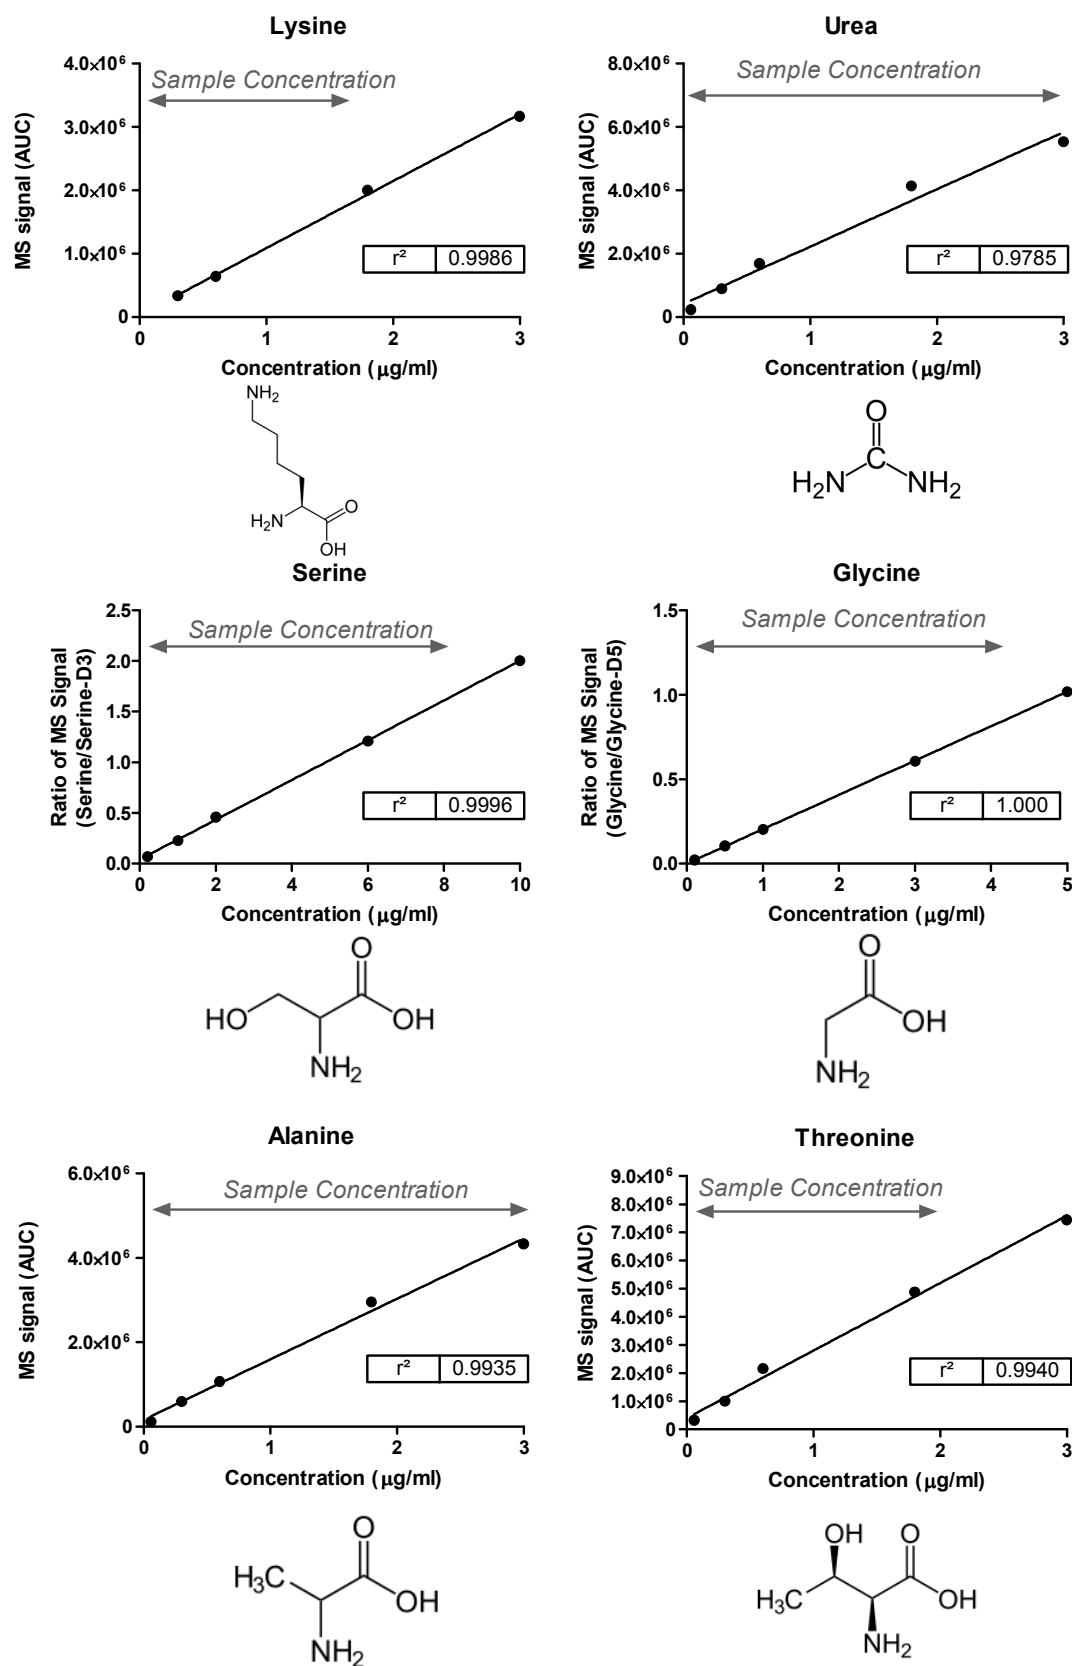 Lysine
4.0×10⁶
3.0×10⁶
2.0×10⁶
1.0×10⁶
0
MS signal (AUC)
Sample Concentration
r² 0.9986
0 1 2 3
Concentration (μg/ml)
NH₂
H₂N
O
OH
Urea
8.0×10⁶
6.0×10⁶
4.0×10⁶
2.0×10⁶
0
MS signal (AUC)
Sample Concentration
r² 0.9785
0 1 2 3
Concentration (μg/ml)
O
C
H₂N NH₂
Serine
2.5
2.0
1.5
1.0
0.5
0.0
Ratio of MS Signal
(Serine/Serine-D3)
Sample Concentration
r² 0.9996
0 2 4 6 8 10
Concentration (μg/ml)
O
HO OH
NH₂
Glycine
1.5
1.0
0.5
0.0
Ratio of MS Signal
(Glycine/Glycine-D5)
Sample Concentration
r² 1.000
0 1 2 3 4 5
Concentration (μg/ml)
O
OH
NH₂
Alanine
6.0×10⁶
4.0×10⁶
2.0×10⁶
0
MS signal (AUC)
Sample Concentration
r² 0.9935
0 1 2 3
Concentration (μg/ml)
O
H₃C
OH
NH₂
Threonine
9.0×10⁶
8.0×10⁶
7.0×10⁶
6.0×10⁶
5.0×10⁶
4.0×10⁶
3.0×10⁶
2.0×10⁶
1.0×10⁶
0
MS signal (AUC)
Sample Concentration
r² 0.9940
0 1 2 3
Concentration (μg/ml)
OH O
H₃C OH
NH₂